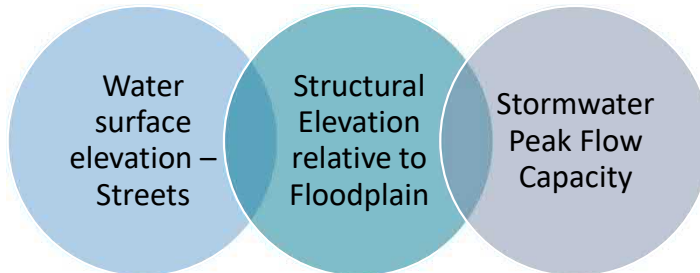 Water
surface
elevation –
Streets
Structural
Elevation
relative to
Floodplain
Stormwater
Peak Flow
Capacity